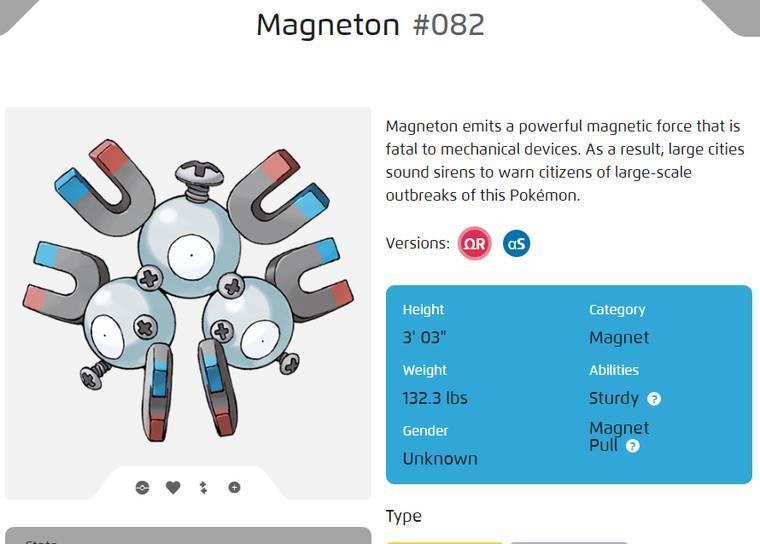 Magneton #082
Magneton emits a powerful magnetic force that is
fatal to mechanical devices. As a result, large cities
sound sirens to warn citizens of large-scale
outbreaks of this Pokémon.
Versions: ΩR αS
Height
3' 03"
Weight
132.3 lbs
Gender
Unknown
Category
Magnet
Abilities
Sturdy ?
Magnet
Pull ?
Type